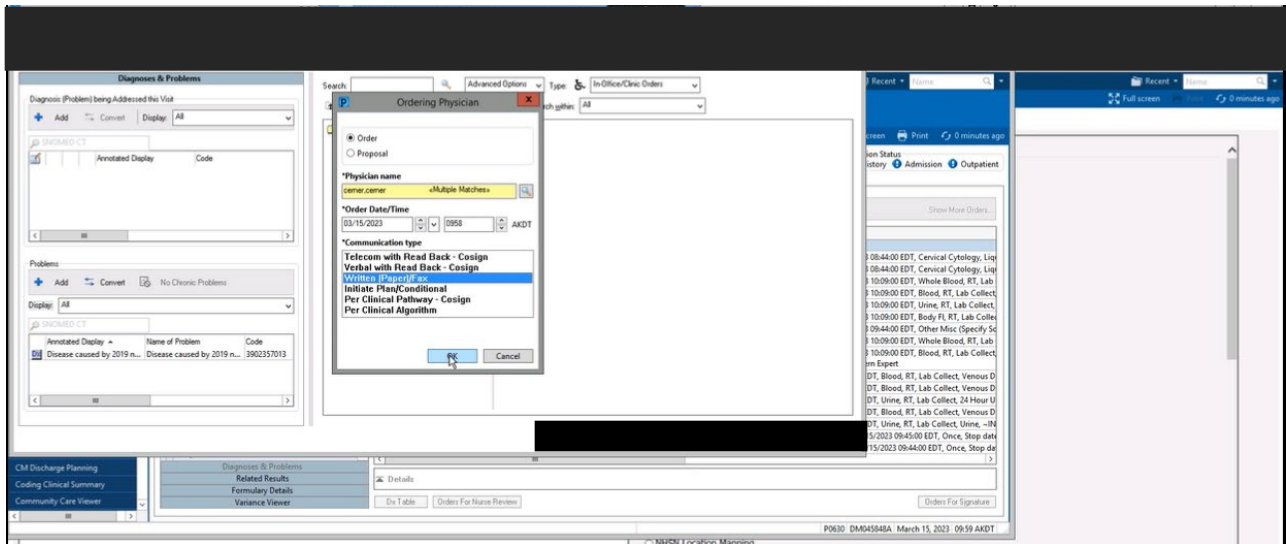 Diagnoses & Problems
Diagnosis (Problem) being Addressed this Visit
Add Convert Display: All
SNOMED CT
Annotated Display Code
Problems
Add Convert No Chronic Problems
Display: All
SNOMED CT
Annotated Display Name of Problem Code
Disease caused by 2019 n... Disease caused by 2019 n... 3902357013
Search: Advanced Options Type: In-Office/Clinic Orders
within: All
Ordering Physician
Order
Proposal
*Physician name
cerner,cerner «Multiple Matches»
*Order Date/Time
03/15/2023 0958 AKDT
*Communication type
Telecom with Read Back - Cosign
Verbal with Read Back - Cosign
Written (Paper)/Fax
Initiate Plan/Conditional
Per Clinical Pathway - Cosign
Per Clinical Algorithm
OK Cancel
Recent Name
Print 0 minutes ago
Status
Admission Outpatient
Show More Orders...
08:44:00 EDT, Cervical Cytology, Liq
08:44:00 EDT, Cervical Cytology, Liq
10:09:00 EDT, Whole Blood, RT, Lab
10:09:00 EDT, Blood, RT, Lab Collect
10:09:00 EDT, Urine, RT, Lab Collect,
10:09:00 EDT, Body Fl, RT, Lab Collec
09:44:00 EDT, Other Misc (Specify So
10:09:00 EDT, Whole Blood, RT, Lab
10:09:00 EDT, Blood, RT, Lab Collect
Expert
DT, Blood, RT, Lab Collect, Venous D
DT, Blood, RT, Lab Collect, Venous D
DT, Urine, RT, Lab Collect, 24 Hour U
DT, Blood, RT, Lab Collect, Venous D
DT, Urine, RT, Lab Collect, Urine, ~IN
5/2023 09:45:00 EDT, Once, Stop date
/15/2023 09:44:00 EDT, Once, Stop da
Recent Name
Full screen Print 0 minutes ago
CM Discharge Planning
Coding Clinical Summary
Community Care Viewer
Diagnoses & Problems
Related Results
Formulary Details
Variance Viewer
Details
Dx Table Orders For Nurse Review Orders For Signature
P0630 DM045848A March 15, 2023 09:59 AKDT
NHSN Location Mapping